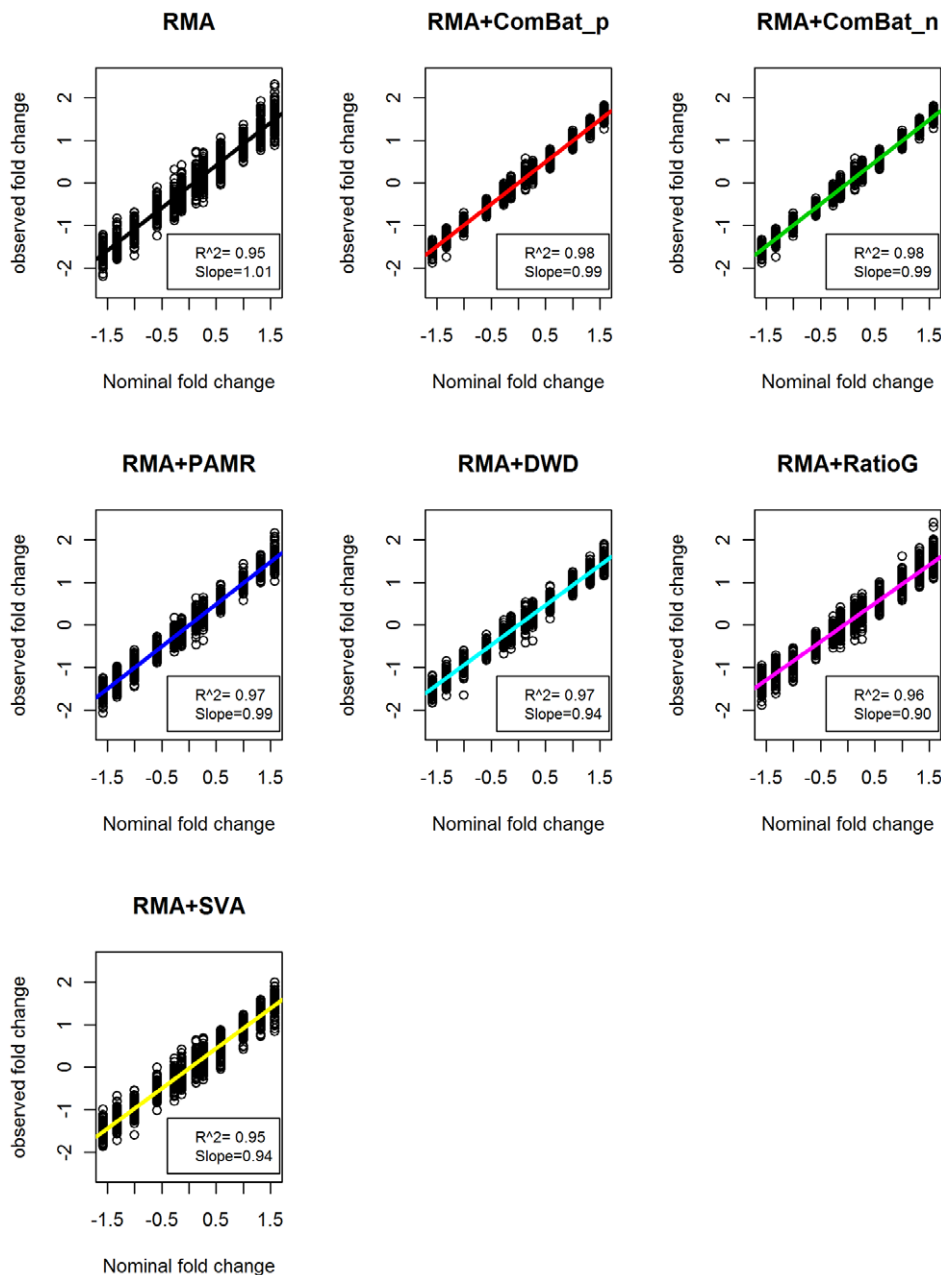 RMA
observed fold change
2
1
0
-1
-2
R^2= 0.95
Slope=1.01
-1.5 -0.5 0.5 1.5
Nominal fold change
RMA+ComBat_p
observed fold change
2
1
0
-1
-2
R^2= 0.98
Slope=0.99
-1.5 -0.5 0.5 1.5
Nominal fold change
RMA+ComBat_n
observed fold change
2
1
0
-1
-2
R^2= 0.98
Slope=0.99
-1.5 -0.5 0.5 1.5
Nominal fold change
RMA+PAMR
observed fold change
2
1
0
-1
-2
R^2= 0.97
Slope=0.99
-1.5 -0.5 0.5 1.5
Nominal fold change
RMA+DWD
observed fold change
2
1
0
-1
-2
R^2= 0.97
Slope=0.94
-1.5 -0.5 0.5 1.5
Nominal fold change
RMA+RatioG
observed fold change
2
1
0
-1
-2
R^2= 0.96
Slope=0.90
-1.5 -0.5 0.5 1.5
Nominal fold change
RMA+SVA
observed fold change
2
1
0
-1
-2
R^2= 0.95
Slope=0.94
-1.5 -0.5 0.5 1.5
Nominal fold change